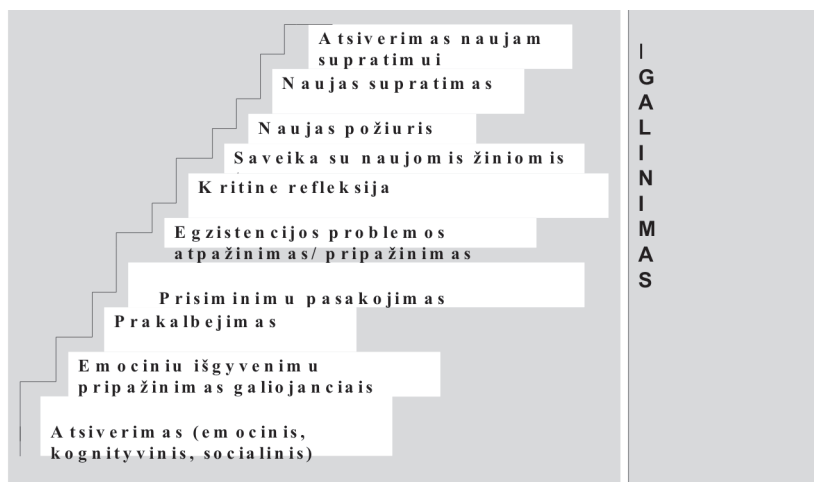 Atsiverimas naujam
supratimui
Naujas supratimas
Naujas požiuris
Saveika su naujomis žiniomis
Kritine refleksija
Egzistencijos problemos
atpažinimas/ pripažinimas
Prisiminimu pasakojimas
Prakalbejimas
Emociniu išgyvenimu
pripažinimas galiojanciais
Atsiverimas (emocinis,
kognityvinis, socialinis)
I
G
A
L
I
N
I
M
A
S